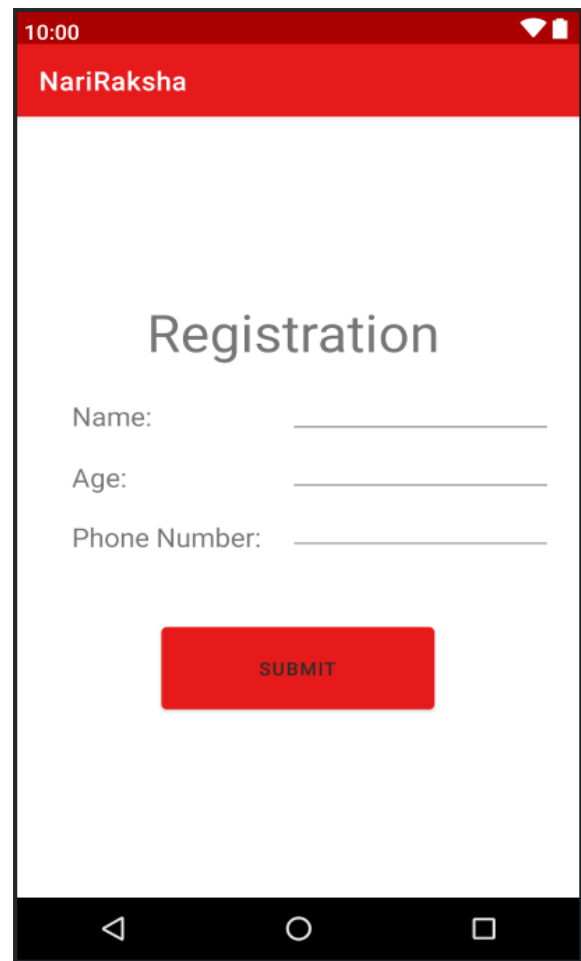 10:00
NariRaksha
Registration
Name:
Age:
Phone Number:
SUBMIT